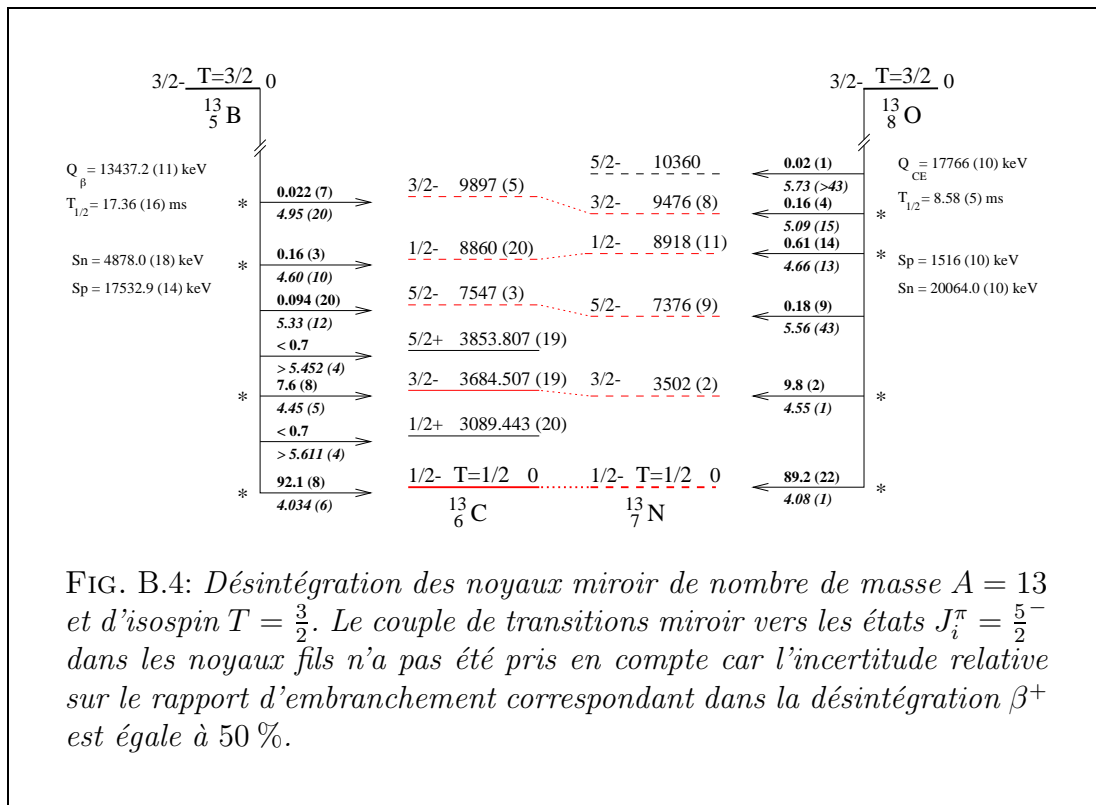 3/2- T=3/2 0
13
5 B
Q
β = 13437.2 (11) keV
T
1/2 = 17.36 (16) ms
Sn = 4878.0 (18) keV
Sp = 17532.9 (14) keV
* 0.022 (7)
4.95 (20)
* 0.16 (3)
4.60 (10)
0.094 (20)
5.33 (12)
< 0.7
> 5.452 (4)
* 7.6 (8)
4.45 (5)
< 0.7
> 5.611 (4)
* 92.1 (8)
4.034 (6)
3/2- 9897 (5)
1/2- 8860 (20)
5/2- 7547 (3)
5/2+ 3853.807 (19)
3/2- 3684.507 (19)
1/2+ 3089.443 (20)
1/2- T=1/2 0
13
6 C
5/2- 10360
3/2- 9476 (8)
1/2- 8918 (11)
5/2- 7376 (9)
3/2- 3502 (2)
1/2- T=1/2 0
13
7 N
3/2- T=3/2 0
13
8 O
0.02 (1)
5.73 (>43)
0.16 (4) *
5.09 (15)
0.61 (14) *
4.66 (13)
0.18 (9)
5.56 (43)
9.8 (2) *
4.55 (1)
89.2 (22) *
4.08 (1)
Q
CE = 17766 (10) keV
T
1/2 = 8.58 (5) ms
Sp = 1516 (10) keV
Sn = 20064.0 (10) keV
FIG. B.4: Désintégration des noyaux miroir de nombre de masse A = 13
et d'isospin T = 3/2. Le couple de transitions miroir vers les états J_i^π = 5/2^-
dans les noyaux fils n'a pas été pris en compte car l'incertitude relative
sur le rapport d'embranchement correspondant dans la désintégration β^+
est égale à 50 %.